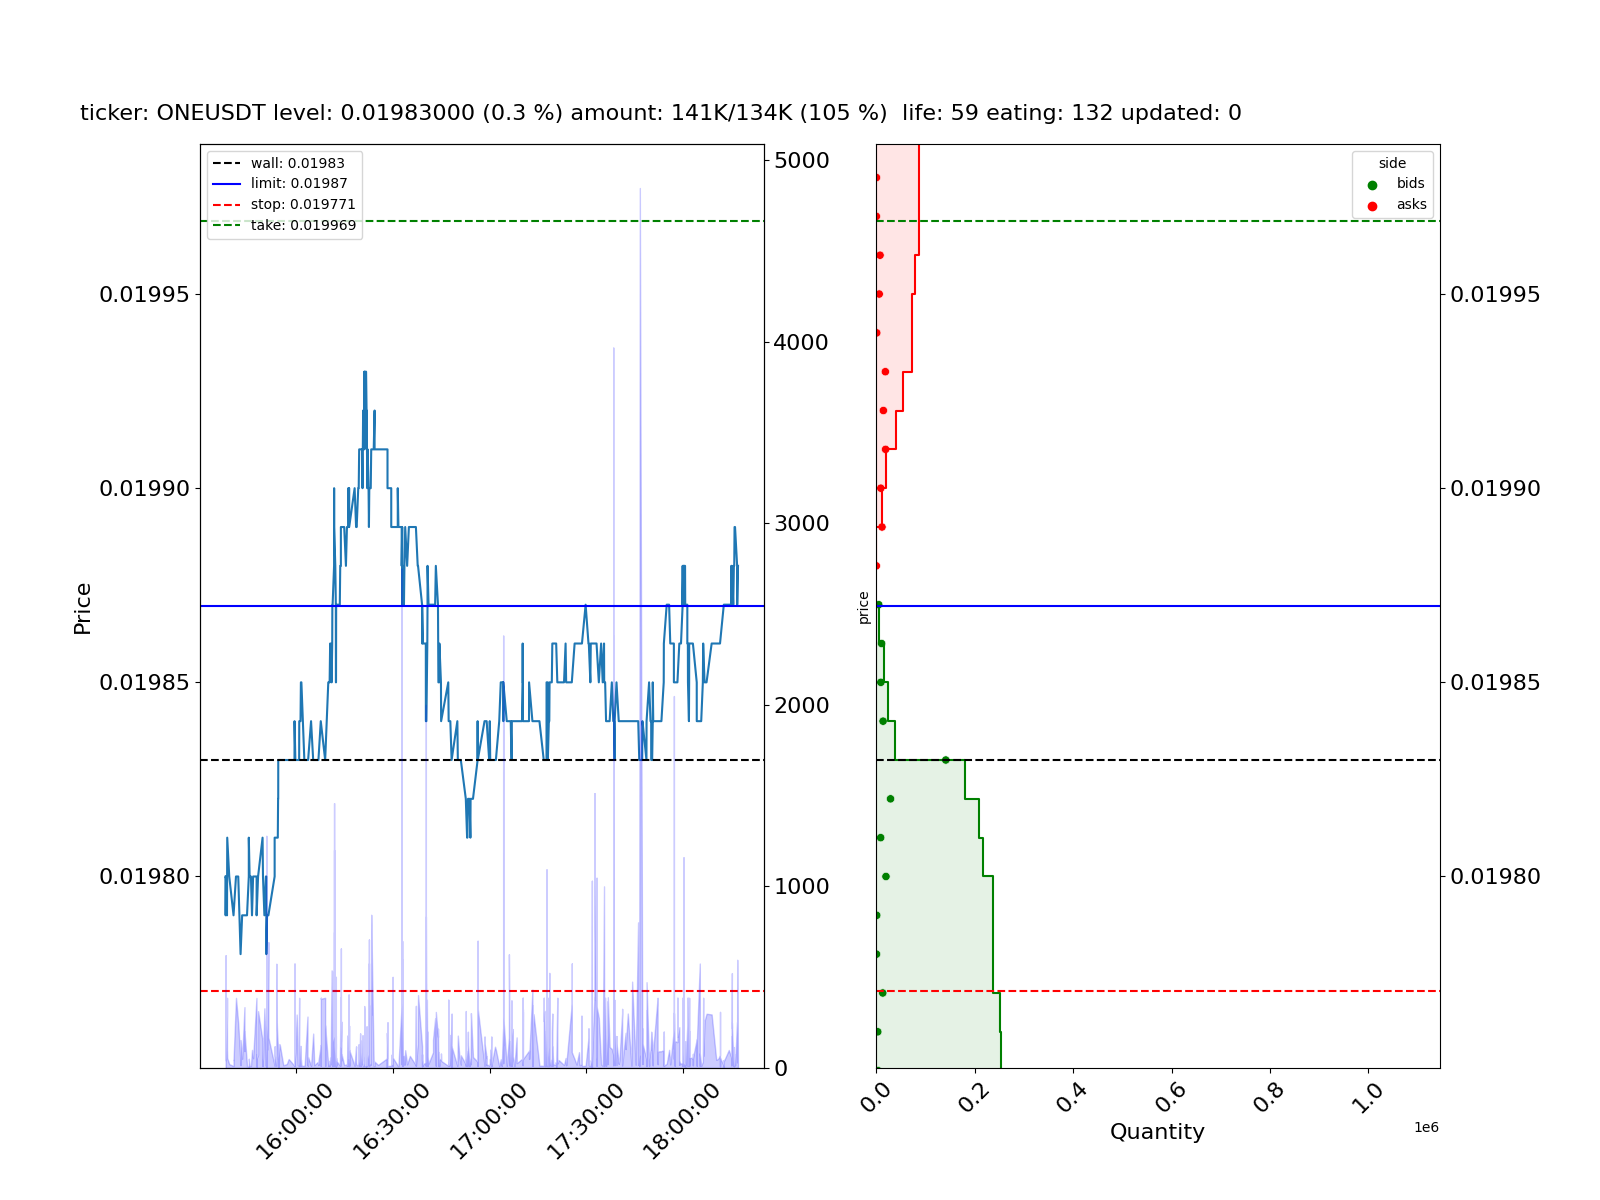 ticker: ONEUSDT level: 0.01983000 (0.3 %) amount: 141K/134K (105 %)  life: 59 eating: 132 updated: 0
wall: 0.01983
limit: 0.01987
stop: 0.019771
take: 0.019969
Price
0.01995
0.01990
0.01985
0.01980
5000
4000
3000
2000
1000
0
16:00:00
16:30:00
17:00:00
17:30:00
18:00:00
side
bids
asks
price
0.01995
0.01990
0.01985
0.01980
0.0
0.2
0.4
0.6
0.8
1.0
1e6
Quantity